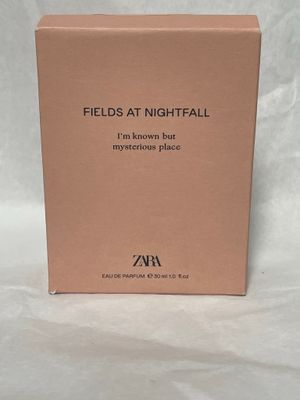 FIELDS AT NIGHTFALL
I'm known but
mysterious place
ZARA
EAU DE PARFUM ℮ 30 ml 1.0 fl oz